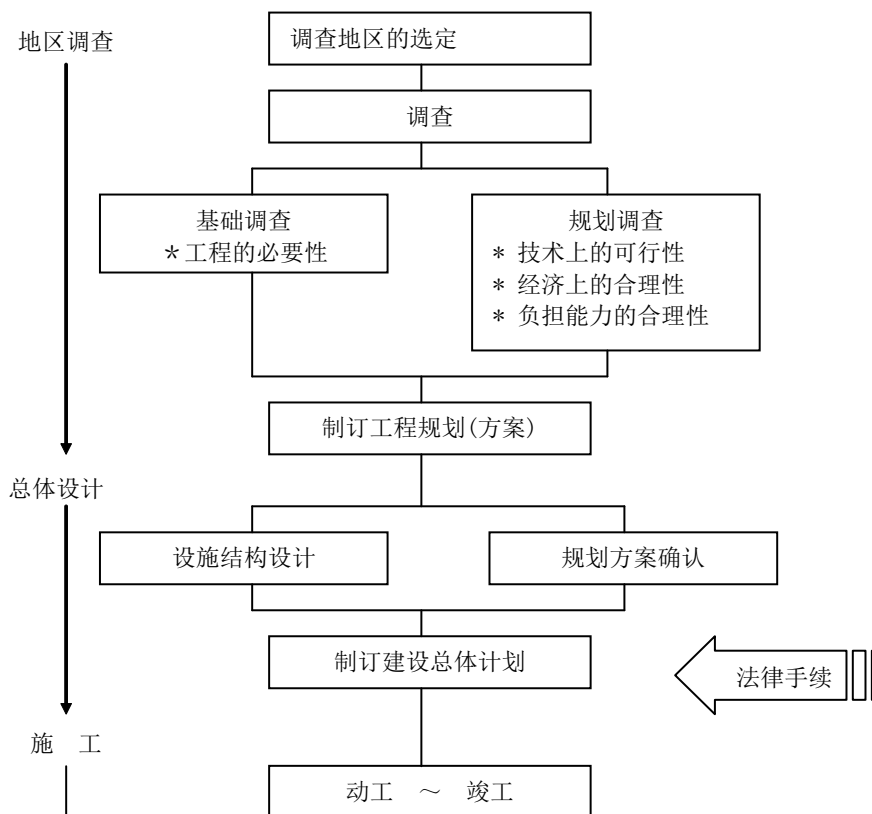 地区调查
调查地区的选定
调查
基础调查
＊工程的必要性
规划调查
＊ 技术上的可行性
＊ 经济上的合理性
＊ 负担能力的合理性
制订工程规划(方案)
总体设计
设施结构设计
规划方案确认
制订建设总体计划
法律手续
施　工
动工　～　竣工